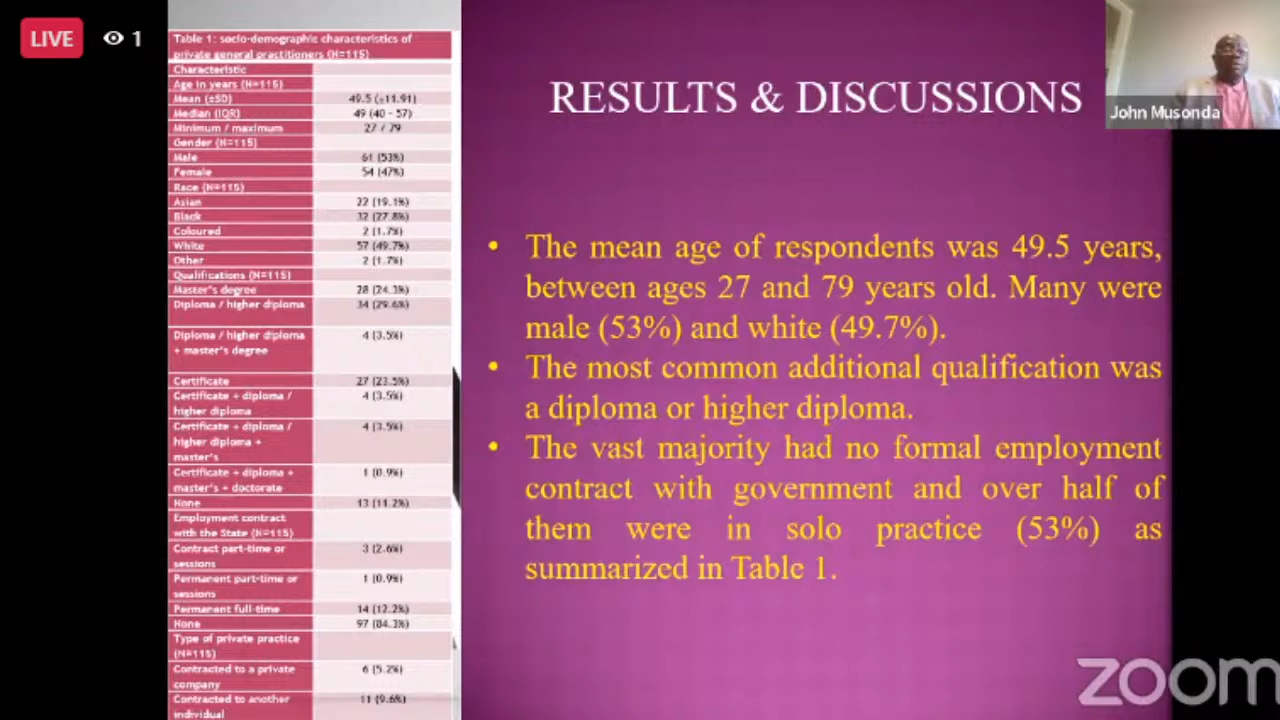 LIVE
1
Table 1: socio-demographic characteristics of
private general practitioners (N=115)
Characteristic
Age in years (N=115)
Mean (±SD) 49.5 (±11.91)
Median (IQR) 49 (40 - 57)
Minimum / maximum 27 / 79
Gender (N=115)
Male 61 (53%)
Female 54 (47%)
Race (N=115)
Asian 22 (19.1%)
Black 32 (27.8%)
Coloured 2 (1.7%)
White 57 (49.7%)
Other 2 (1.7%)
Qualifications (N=115)
Master's degree 28 (24.3%)
Diploma / higher diploma 34 (29.6%)
Diploma / higher diploma 4 (3.5%)
+ master's degree
Certificate 27 (23.5%)
Certificate + diploma / 4 (3.5%)
higher diploma
Certificate + diploma / 4 (3.5%)
higher diploma +
master's
Certificate + diploma + 1 (0.9%)
master's + doctorate
None 13 (11.2%)
Employment contract
with the State (N=115)
Contract part-time or 3 (2.6%)
sessions
Permanent part-time or 1 (0.9%)
sessions
Permanent full-time 14 (12.2%)
None 97 (84.3%)
Type of private practice
(N=115)
Contracted to a private 6 (5.2%)
company
Contracted to another 11 (9.6%)
individual
RESULTS & DISCUSSIONS
John Musonda
• The mean age of respondents was 49.5 years,
between ages 27 and 79 years old. Many were
male (53%) and white (49.7%).
• The most common additional qualification was
a diploma or higher diploma.
• The vast majority had no formal employment
contract with government and over half of
them were in solo practice (53%) as
summarized in Table 1.
zoom